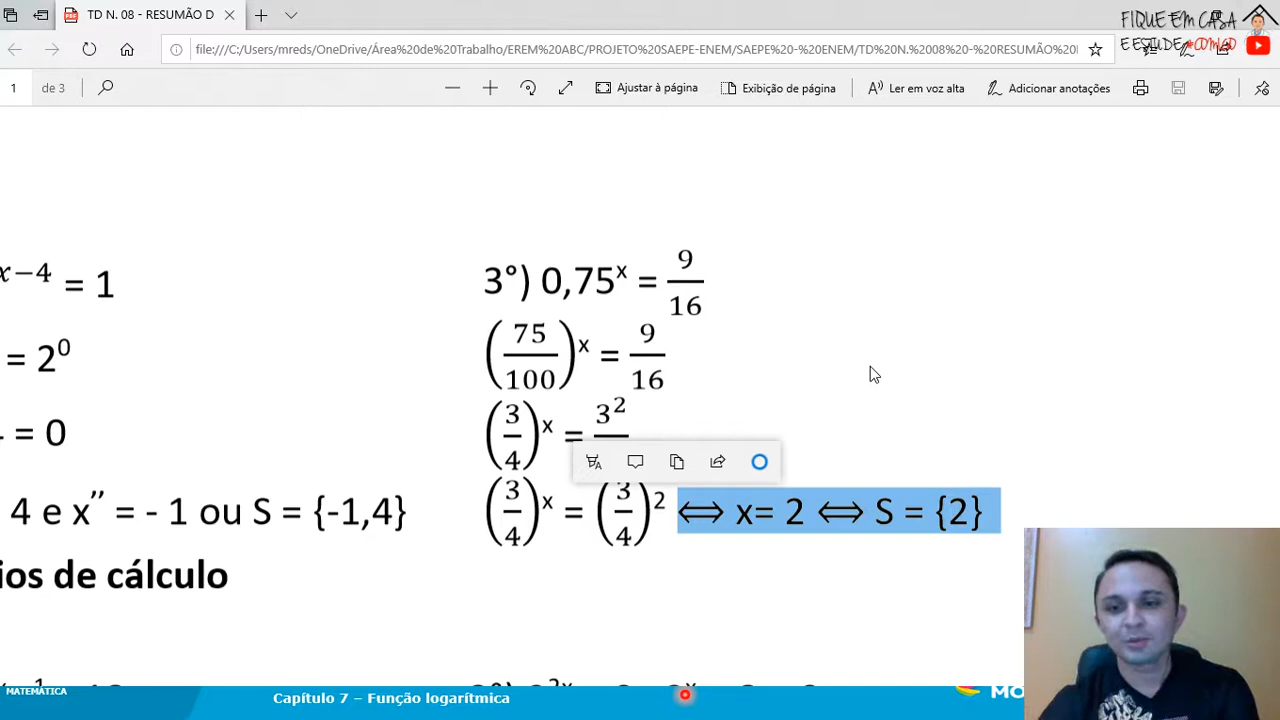 TD N. 08 - RESUMÃO D
FIQUE EM CASA
E ESTUDE
file:///C:/Users/mreds/OneDrive/Área%20de%20Trabalho/EREM%20ABC/PROJETO%20SAEPE-ENEM/SAEPE%20-%20ENEM/TD%20N.%2008%20-%20RESUMÃO%20I
1 de 3
Ajustar à página
Exibição de página
Ler em voz alta
Adicionar anotações
x−4 = 1
= 2⁰
= 0
4 e x’’ = - 1 ou S = {-1,4}
ios de cálculo
3°) 0,75ˣ = 9/16
(75/100)ˣ = 9/16
(3/4)ˣ = 3²
(3/4)ˣ = (3/4)² ⟺ x= 2 ⟺ S = {2}
MATEMÁTICA
Capítulo 7 – Função logarítmica